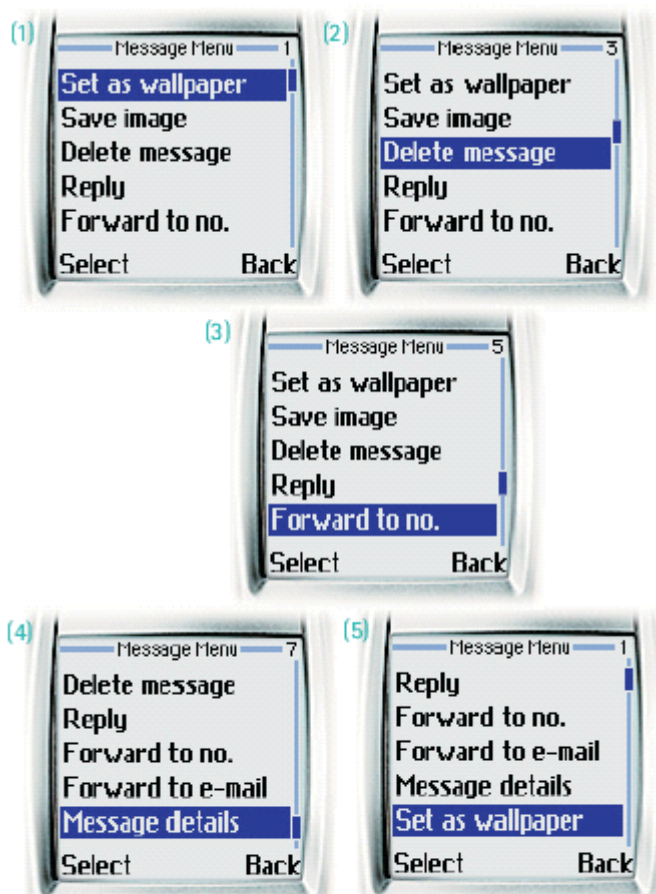 (1)
Message Menu 1
Set as wallpaper
Save image
Delete message
Reply
Forward to no.
Select Back
(2)
Message Menu 3
Set as wallpaper
Save image
Delete message
Reply
Forward to no.
Select Back
(3)
Message Menu 5
Set as wallpaper
Save image
Delete message
Reply
Forward to no.
Select Back
(4)
Message Menu 7
Delete message
Reply
Forward to no.
Forward to e-mail
Message details
Select Back
(5)
Message Menu 1
Reply
Forward to no.
Forward to e-mail
Message details
Set as wallpaper
Select Back